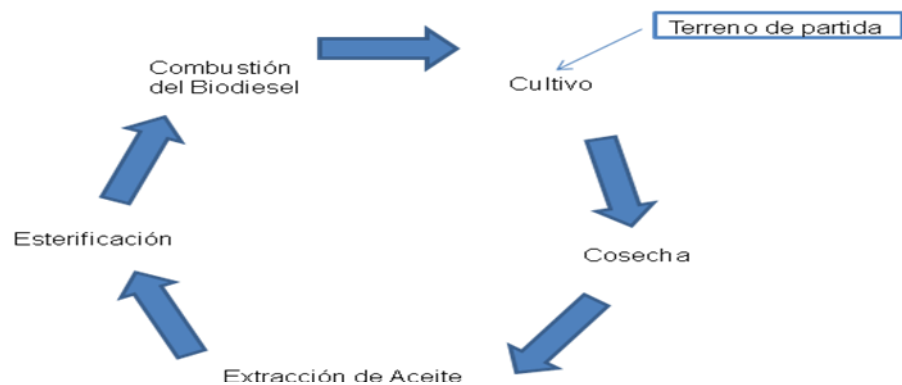 Terreno de partida
Combustión
del Biodiesel
Cultivo
Esterificación
Cosecha
Extracción de Aceite